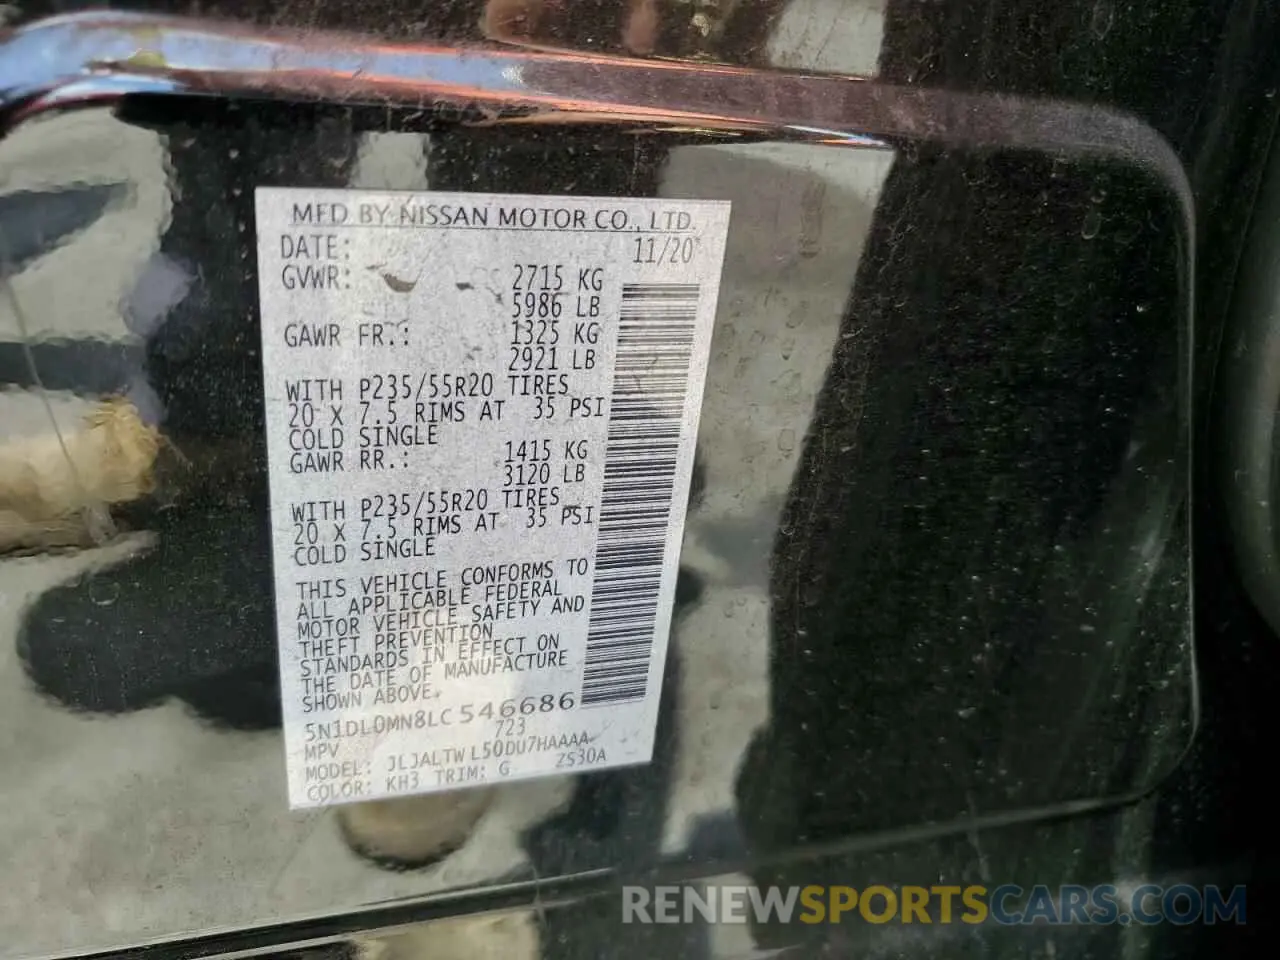 MFD BY NISSAN MOTOR CO., LTD.
DATE: 11/20
GVWR: 2715 KG
5986 LB
GAWR FR.: 1325 KG
2921 LB
WITH P235/55R20 TIRES
20 X 7.5 RIMS AT 35 PSI
COLD SINGLE
GAWR RR.: 1415 KG
3120 LB
WITH P235/55R20 TIRES
20 X 7.5 RIMS AT 35 PSI
COLD SINGLE
THIS VEHICLE CONFORMS TO
ALL APPLICABLE FEDERAL
MOTOR VEHICLE SAFETY AND
THEFT PREVENTION
STANDARDS IN EFFECT ON
THE DATE OF MANUFACTURE
SHOWN ABOVE.
5N1DL0MN8LC546686
MPV 723
MODEL: JLJALTW L50DU7HAAAA
COLOR: KH3 TRIM: G ZS30A
RENEWSPORTSCARS.COM